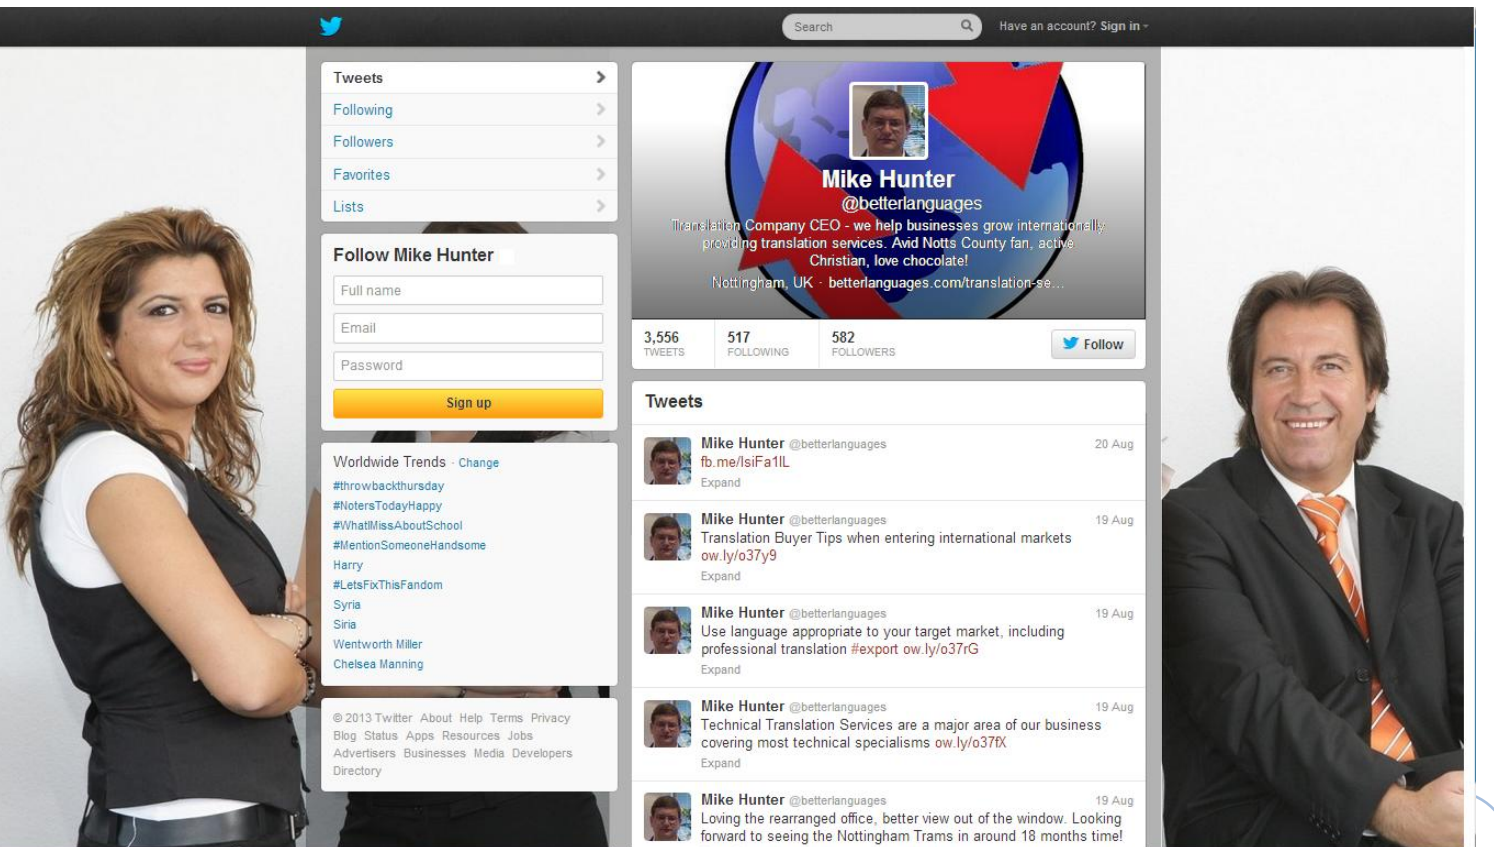 Search
Have an account? Sign in
Tweets
Following
Followers
Favorites
Lists
Follow Mike Hunter
Full name
Email
Password
Sign up
Worldwide Trends · Change
#throwbackthursday
#NotersTodayHappy
#WhatIMissAboutSchool
#MentionSomeoneHandsome
Harry
#LetsFixThisFandom
Syria
Siria
Wentworth Miller
Chelsea Manning
© 2013 Twitter About Help Terms Privacy
Blog Status Apps Resources Jobs
Advertisers Businesses Media Developers
Directory
Mike Hunter
@betterlanguages
Translation Company CEO - we help businesses grow internationally
providing translation services. Avid Notts County fan, active
Christian, love chocolate!
Nottingham, UK · betterlanguages.com/translation-se...
3,556 517 582
TWEETS FOLLOWING FOLLOWERS
Follow
Tweets
Mike Hunter @betterlanguages 20 Aug
fb.me/IsiFa1IL
Expand
Mike Hunter @betterlanguages 19 Aug
Translation Buyer Tips when entering international markets
ow.ly/o37y9
Expand
Mike Hunter @betterlanguages 19 Aug
Use language appropriate to your target market, including
professional translation #export ow.ly/o37rG
Expand
Mike Hunter @betterlanguages 19 Aug
Technical Translation Services are a major area of our business
covering most technical specialisms ow.ly/o37fX
Expand
Mike Hunter @betterlanguages 19 Aug
Loving the rearranged office, better view out of the window. Looking
forward to seeing the Nottingham Trams in around 18 months time!